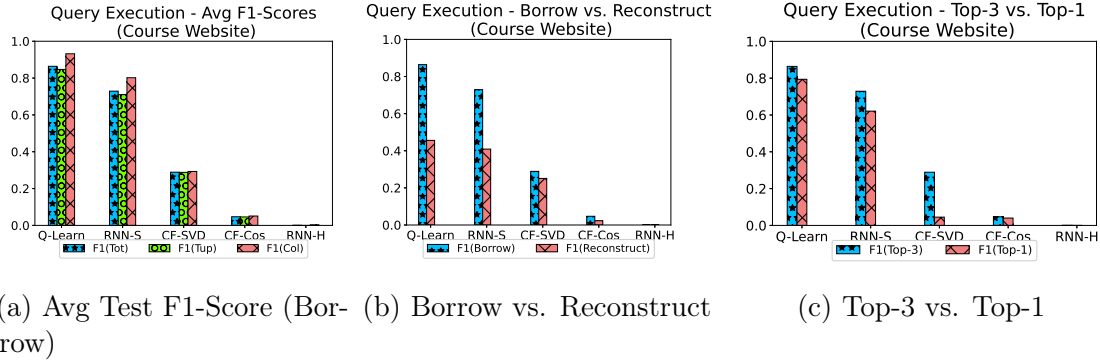 Query Execution - Avg F1-Scores
(Course Website)
1.0
0.8
0.6
0.4
0.2
0.0
Q-Learn RNN-S CF-SVD CF-Cos RNN-H
F1(Tot) F1(Tup) F1(Col)
Query Execution - Borrow vs. Reconstruct
(Course Website)
1.0
0.8
0.6
0.4
0.2
0.0
Q-Learn RNN-S CF-SVD CF-Cos RNN-H
F1(Borrow) F1(Reconstruct)
Query Execution - Top-3 vs. Top-1
(Course Website)
1.0
0.8
0.6
0.4
0.2
0.0
Q-Learn RNN-S CF-SVD CF-Cos RNN-H
F1(Top-3) F1(Top-1)
(a) Avg Test F1-Score (Bor-
row)
(b) Borrow vs. Reconstruct
(c) Top-3 vs. Top-1